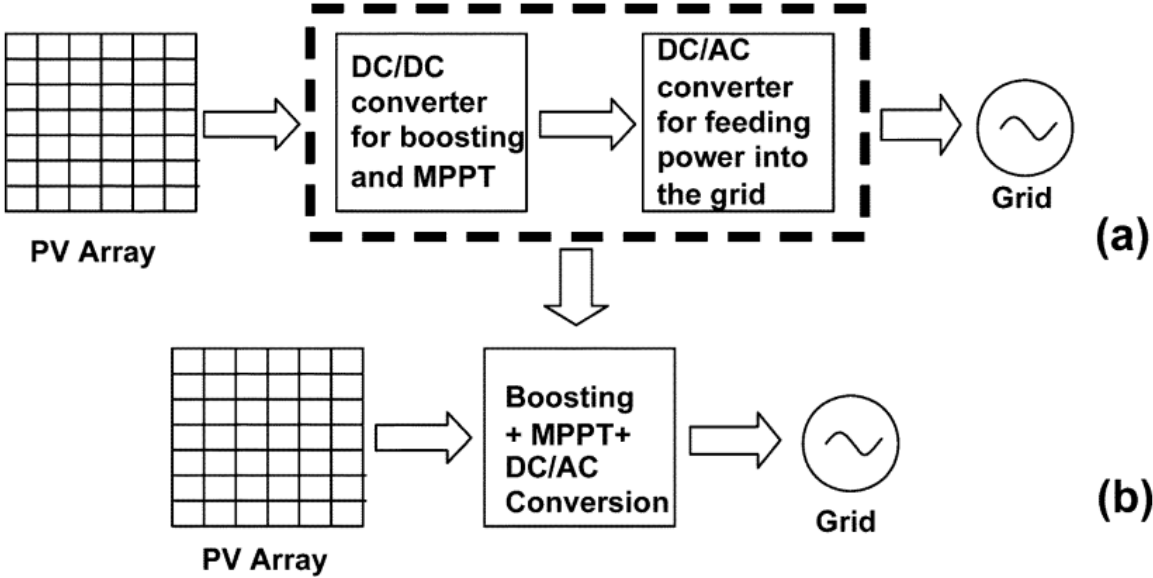 DC/DC
converter
for boosting
and MPPT
DC/AC
converter
for feeding
power into
the grid
Grid
PV Array
(a)
Boosting
+ MPPT+
DC/AC
Conversion
Grid
PV Array
(b)